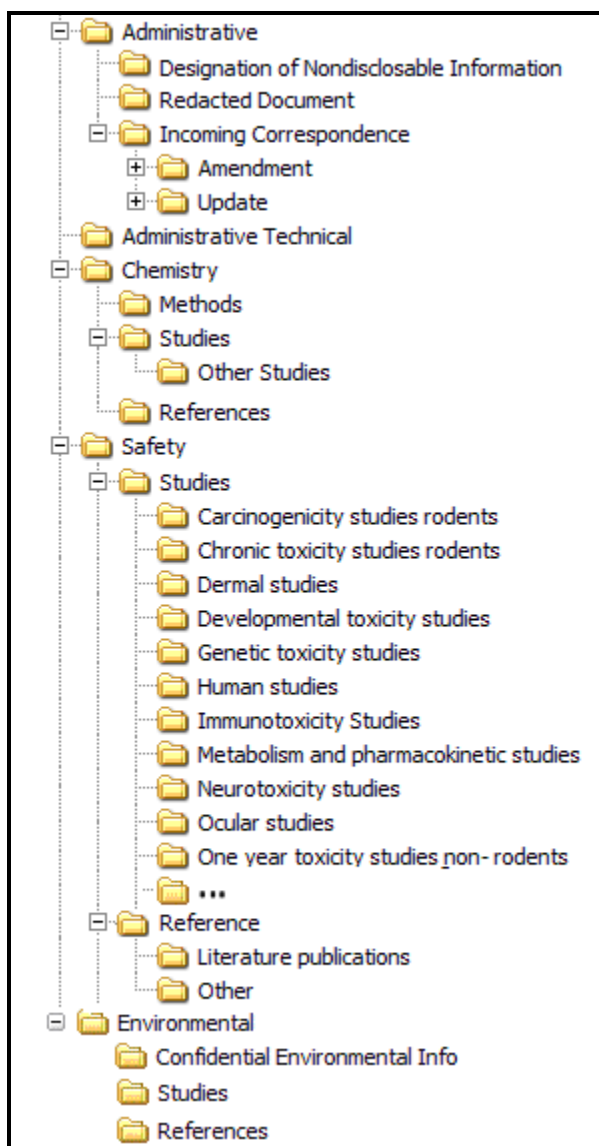 Administrative
Designation of Nondisclosable Information
Redacted Document
Incoming Correspondence
Amendment
Update
Administrative Technical
Chemistry
Methods
Studies
Other Studies
References
Safety
Studies
Carcinogenicity studies rodents
Chronic toxicity studies rodents
Dermal studies
Developmental toxicity studies
Genetic toxicity studies
Human studies
Immunotoxicity Studies
Metabolism and pharmacokinetic studies
Neurotoxicity studies
Ocular studies
One year toxicity studies non- rodents
...
Reference
Literature publications
Other
Environmental
Confidential Environmental Info
Studies
References